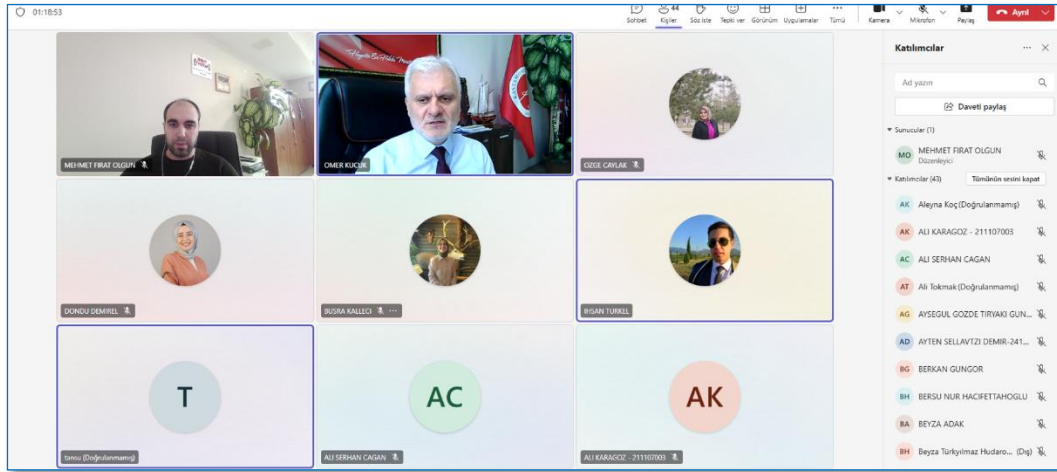 01:18:53
44
Sohbet Kişiler Söz iste Tepki ver Görünüm Uygulamalar Tümü Kamera Mikrofon Paylaş Ayrıl
MEHMET FIRAT OLGUN
OMER KUCUK
OZGE CAYLAK
DONDU DEMIREL
BUSRA KALLECI
IHSAN TURKEL
T
tansu (Doğrulanmamış)
AC
ALI SERHAN CAGAN
AK
ALI KARAGOZ - 211107003
Katılımcılar
Ad yazın
Daveti paylaş
Sunucular (1)
MO MEHMET FIRAT OLGUN
Düzenleyici
Katılımcılar (43) Tümünün sesini kapat
AK Aleyna Koç(Doğrulanmamış)
AK ALI KARAGOZ - 211107003
AC ALI SERHAN CAGAN
AT Ali Tokmak(Doğrulanmamış)
AG AYSEGUL GOZDE TIRYAKI GUN...
AD AYTEN SELLAVTZI DEMIR-241...
BG BERKAN GUNGOR
BH BERSU NUR HACIFETTAHOGLU
BA BEYZA ADAK
BH Beyza Türkyılmaz Hudaro... (Dış)